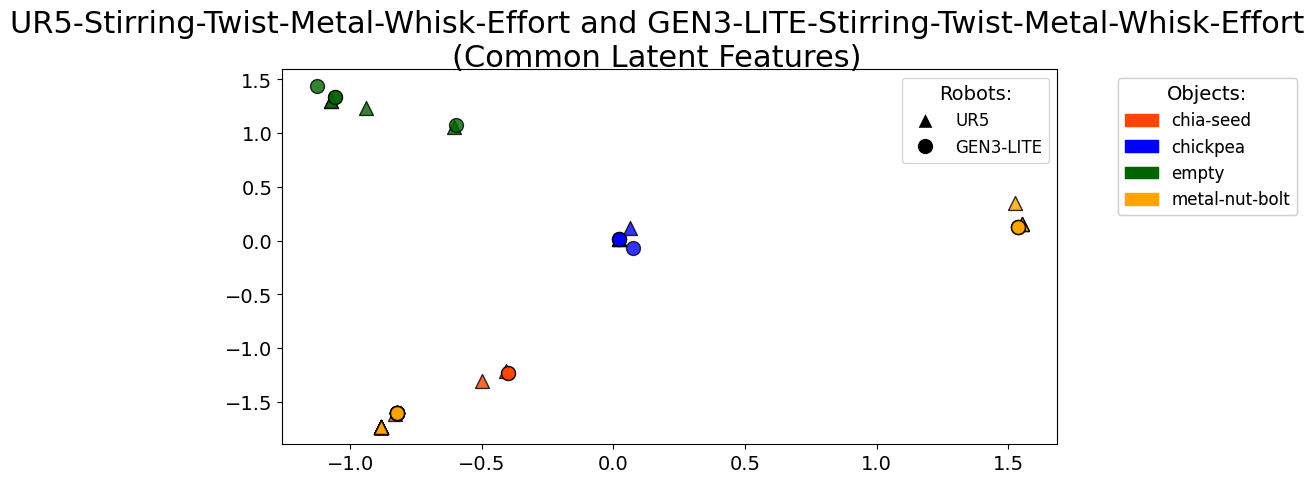 UR5-Stirring-Twist-Metal-Whisk-Effort and GEN3-LITE-Stirring-Twist-Metal-Whisk-Effort
(Common Latent Features)
1.5
1.0
0.5
0.0
−0.5
−1.0
−1.5
−1.0
−0.5
0.0
0.5
1.0
1.5
Robots:
UR5
GEN3-LITE
Objects:
chia-seed
chickpea
empty
metal-nut-bolt